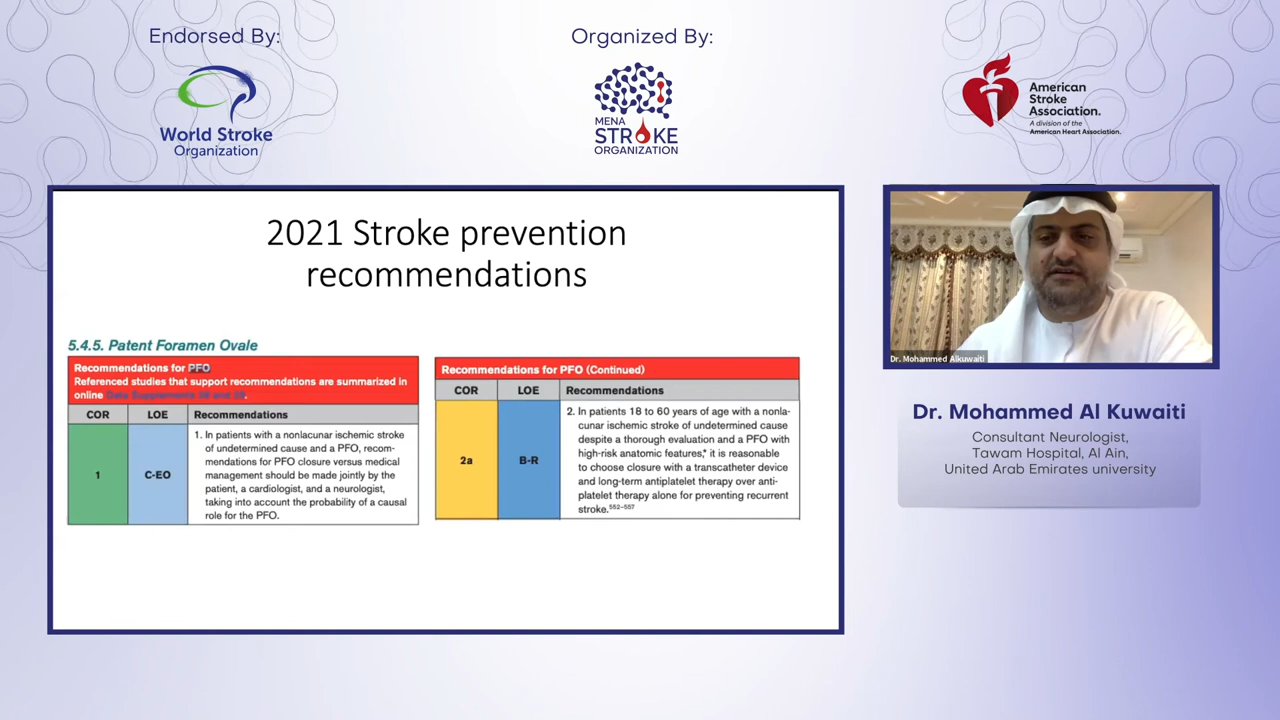 Endorsed By:
World Stroke
Organization
Organized By:
MENA
STROKE
ORGANIZATION
American
Stroke
Association.
A division of the
American Heart Association.
2021 Stroke prevention
recommendations
5.4.5. Patent Foramen Ovale
Recommendations for PFO
Referenced studies that support recommendations are summarized in
online
COR LOE Recommendations
1 C-EO
1. In patients with a nonlacunar ischemic stroke
of undetermined cause and a PFO, recom-
mendations for PFO closure versus medical
management should be made jointly by the
patient, a cardiologist, and a neurologist,
taking into account the probability of a causal
role for the PFO.
Recommendations for PFO (Continued)
COR LOE Recommendations
2a B-R
2. In patients 18 to 60 years of age with a nonla-
cunar ischemic stroke of undetermined cause
despite a thorough evaluation and a PFO with
high-risk anatomic features,* it is reasonable
to choose closure with a transcatheter device
and long-term antiplatelet therapy over anti-
platelet therapy alone for preventing recurrent
stroke.552–557
Dr. Mohammed Alkuwaiti
Dr. Mohammed Al Kuwaiti
Consultant Neurologist,
Tawam Hospital, Al Ain,
United Arab Emirates university